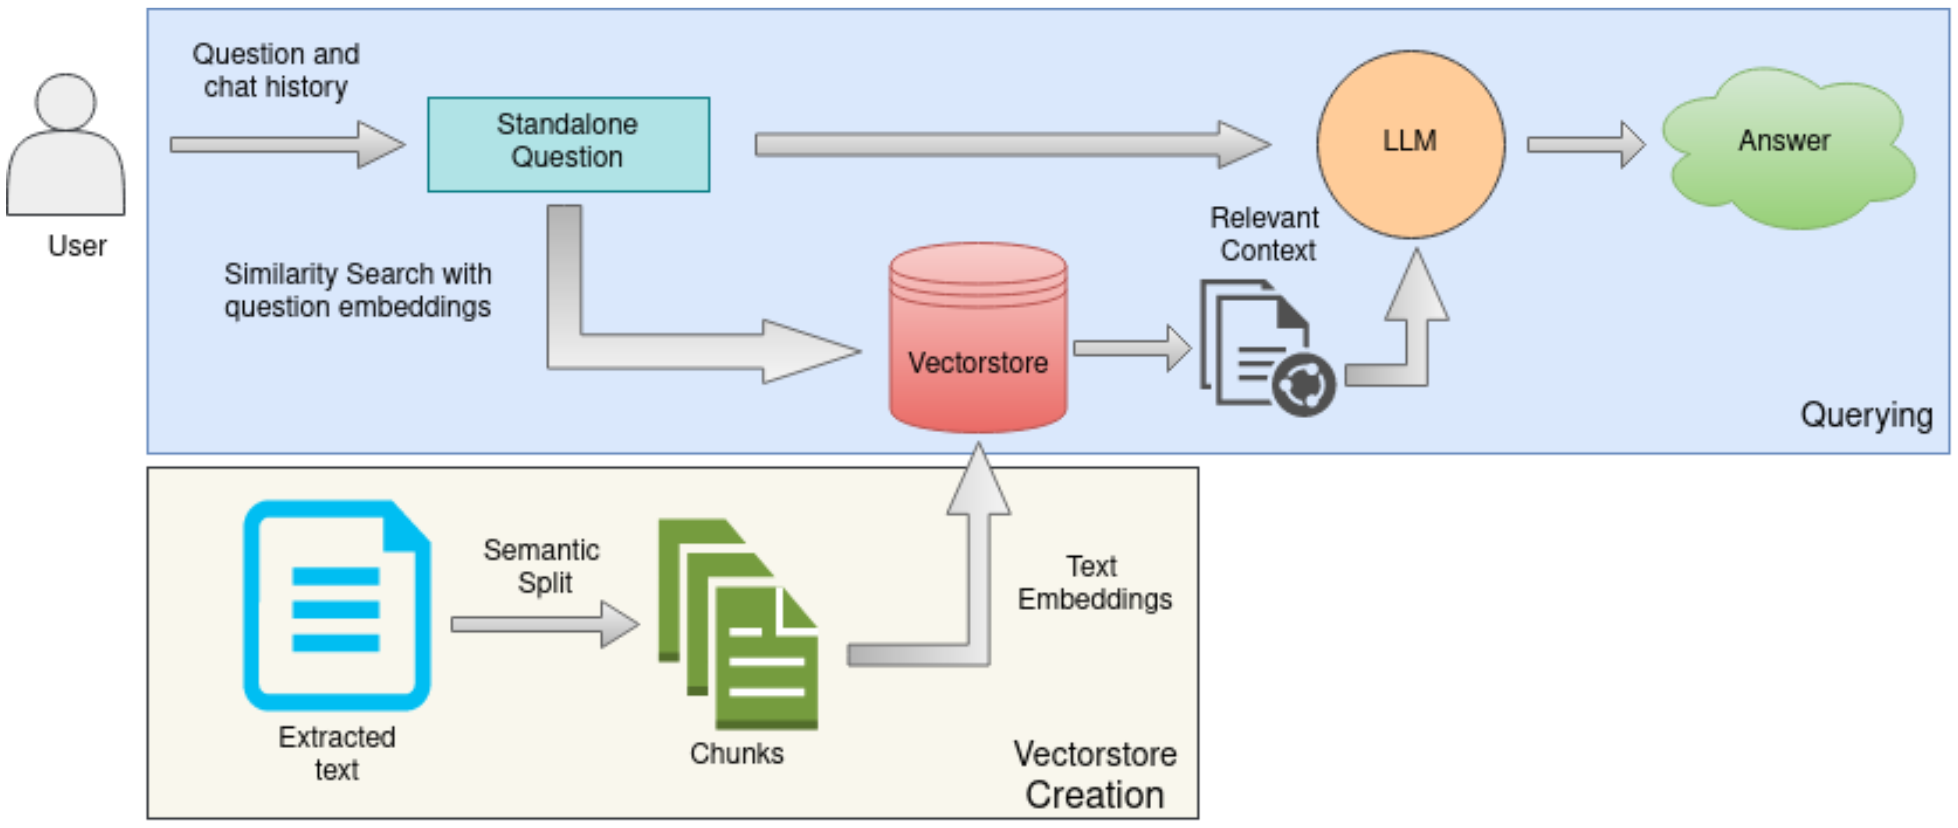 Question and
chat history
User
Standalone
Question
LLM
Answer
Similarity Search with
question embeddings
Vectorstore
Relevant
Context
Querying
Extracted
text
Semantic
Split
Chunks
Text
Embeddings
Vectorstore
Creation